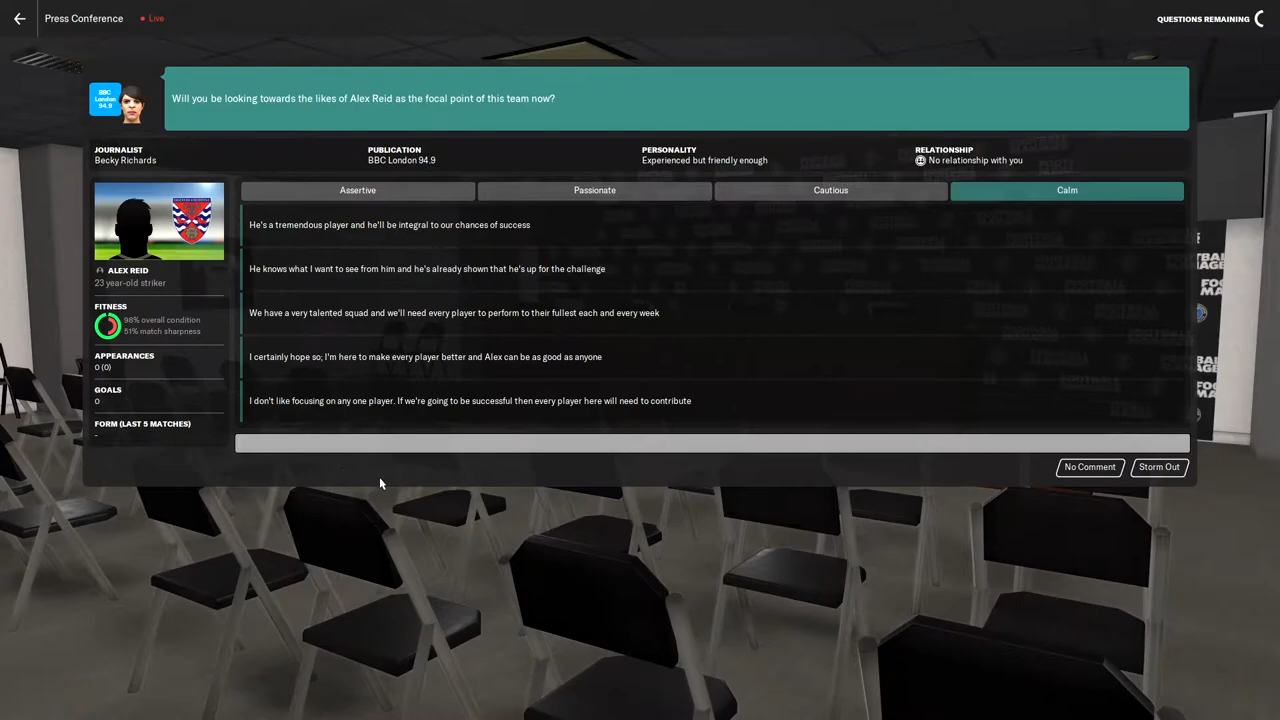 Press Conference
Live
QUESTIONS REMAINING
BBC
London
94.9
Will you be looking towards the likes of Alex Reid as the focal point of this team now?
JOURNALIST
Becky Richards
PUBLICATION
BBC London 94.9
PERSONALITY
Experienced but friendly enough
RELATIONSHIP
No relationship with you
Assertive
Passionate
Cautious
Calm
He's a tremendous player and he'll be integral to our chances of success
He knows what I want to see from him and he's already shown that he's up for the challenge
We have a very talented squad and we'll need every player to perform to their fullest each and every week
I certainly hope so; I'm here to make every player better and Alex can be as good as anyone
I don't like focusing on any one player. If we're going to be successful then every player here will need to contribute
ALEX REID
23 year-old striker
FITNESS
98% overall condition
51% match sharpness
APPEARANCES
0 (0)
GOALS
0
FORM (LAST 5 MATCHES)
-
No Comment
Storm Out